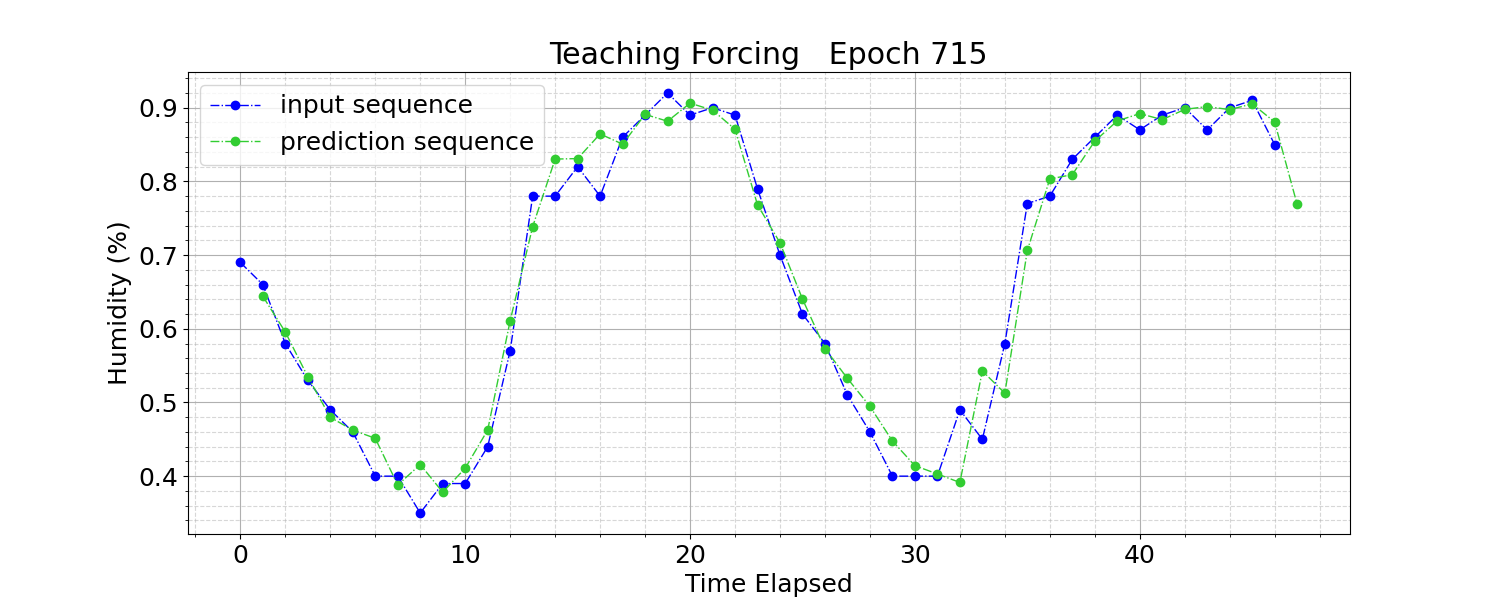 Teaching Forcing   Epoch 715
input sequence
prediction sequence
Humidity (%)
0.9
0.8
0.7
0.6
0.5
0.4
0 10 20 30 40
Time Elapsed